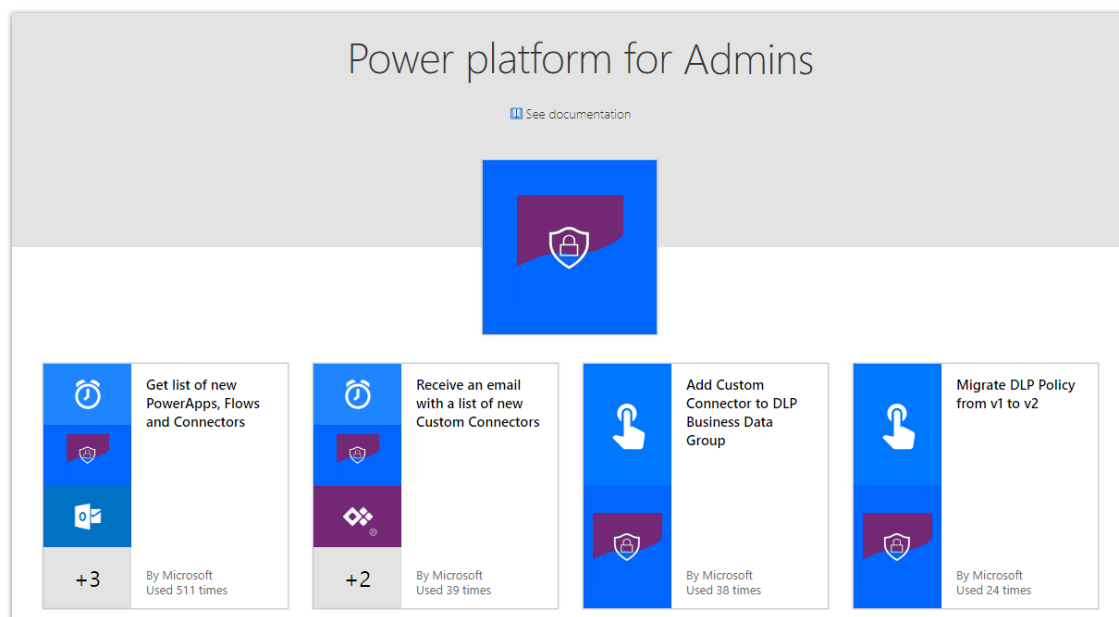 Power platform for Admins
See documentation
Get list of new
PowerApps, Flows
and Connectors
+3
By Microsoft
Used 511 times
Receive an email
with a list of new
Custom Connectors
+2
By Microsoft
Used 39 times
Add Custom
Connector to DLP
Business Data
Group
By Microsoft
Used 38 times
Migrate DLP Policy
from v1 to v2
By Microsoft
Used 24 times